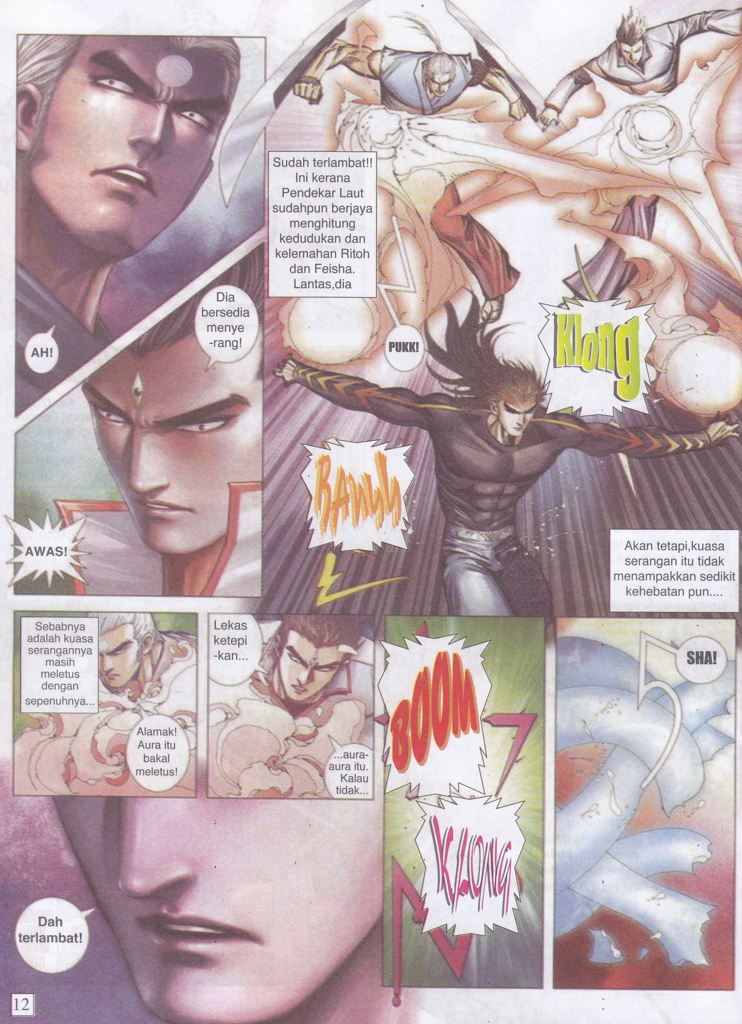 AH!
Dia
bersedia
menye
-rang!
AWAS!
Sudah terlambat!!
Ini kerana
Pendekar Laut
sudahpun berjaya
menghitung
kedudukan dan
kelemahan Ritoh
dan Feisha.
Lantas,dia
PUKK!
Klong
BANGG
Akan tetapi,kuasa
serangan itu tidak
menampakkan sedikit
kehebatan pun....
Sebabnya
adalah kuasa
serangannya
masih
meletus
dengan
sepenuhnya...
Alamak!
Aura itu
bakal
meletus!
Lekas
ketepi
-kan...
...aura-
aura itu.
Kalau
tidak...
BOOM
KLONG
SHA!
Dah
terlambat!
12